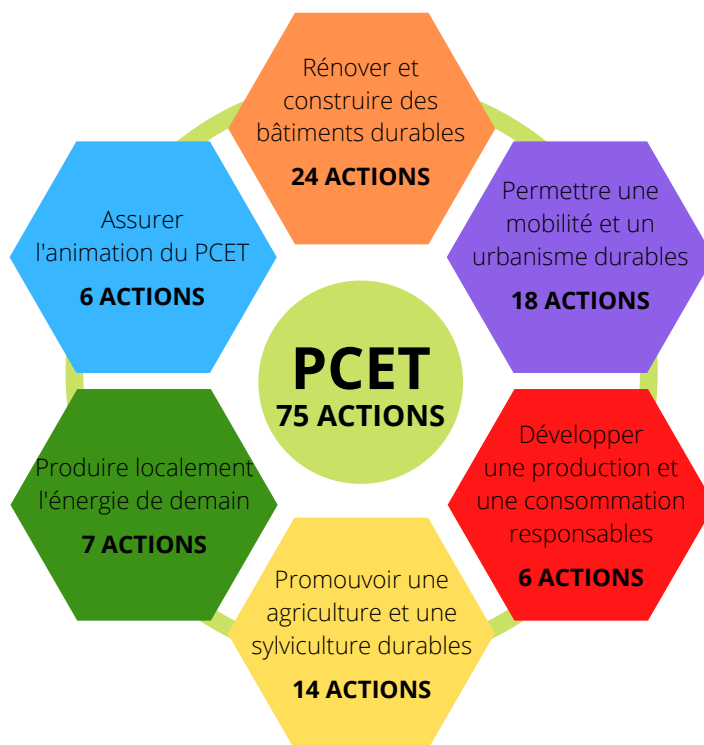 Rénover et
construire des
bâtiments durables
24 ACTIONS
Permettre une
mobilité et un
urbanisme durables
18 ACTIONS
Développer
une production et
une consommation
responsables
6 ACTIONS
Promouvoir une
agriculture et une
sylviculture durables
14 ACTIONS
Produire localement
l'énergie de demain
7 ACTIONS
Assurer
l'animation du PCET
6 ACTIONS
PCET
75 ACTIONS